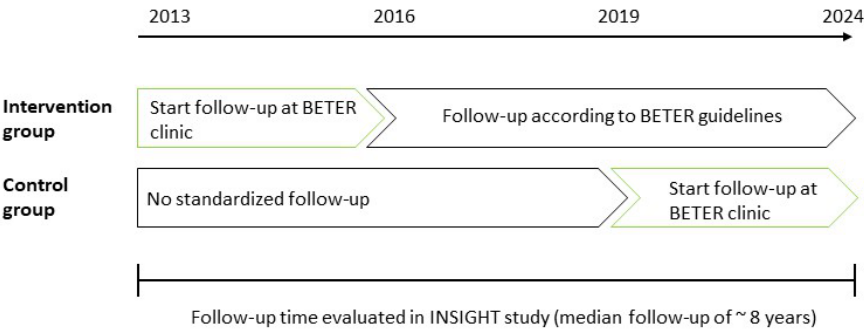 2013 2016 2019 2024
Intervention
group
Start follow-up at BETER
clinic
Follow-up according to BETER guidelines
Control
group
No standardized follow-up
Start follow-up at
BETER clinic
Follow-up time evaluated in INSIGHT study (median follow-up of ~ 8 years)